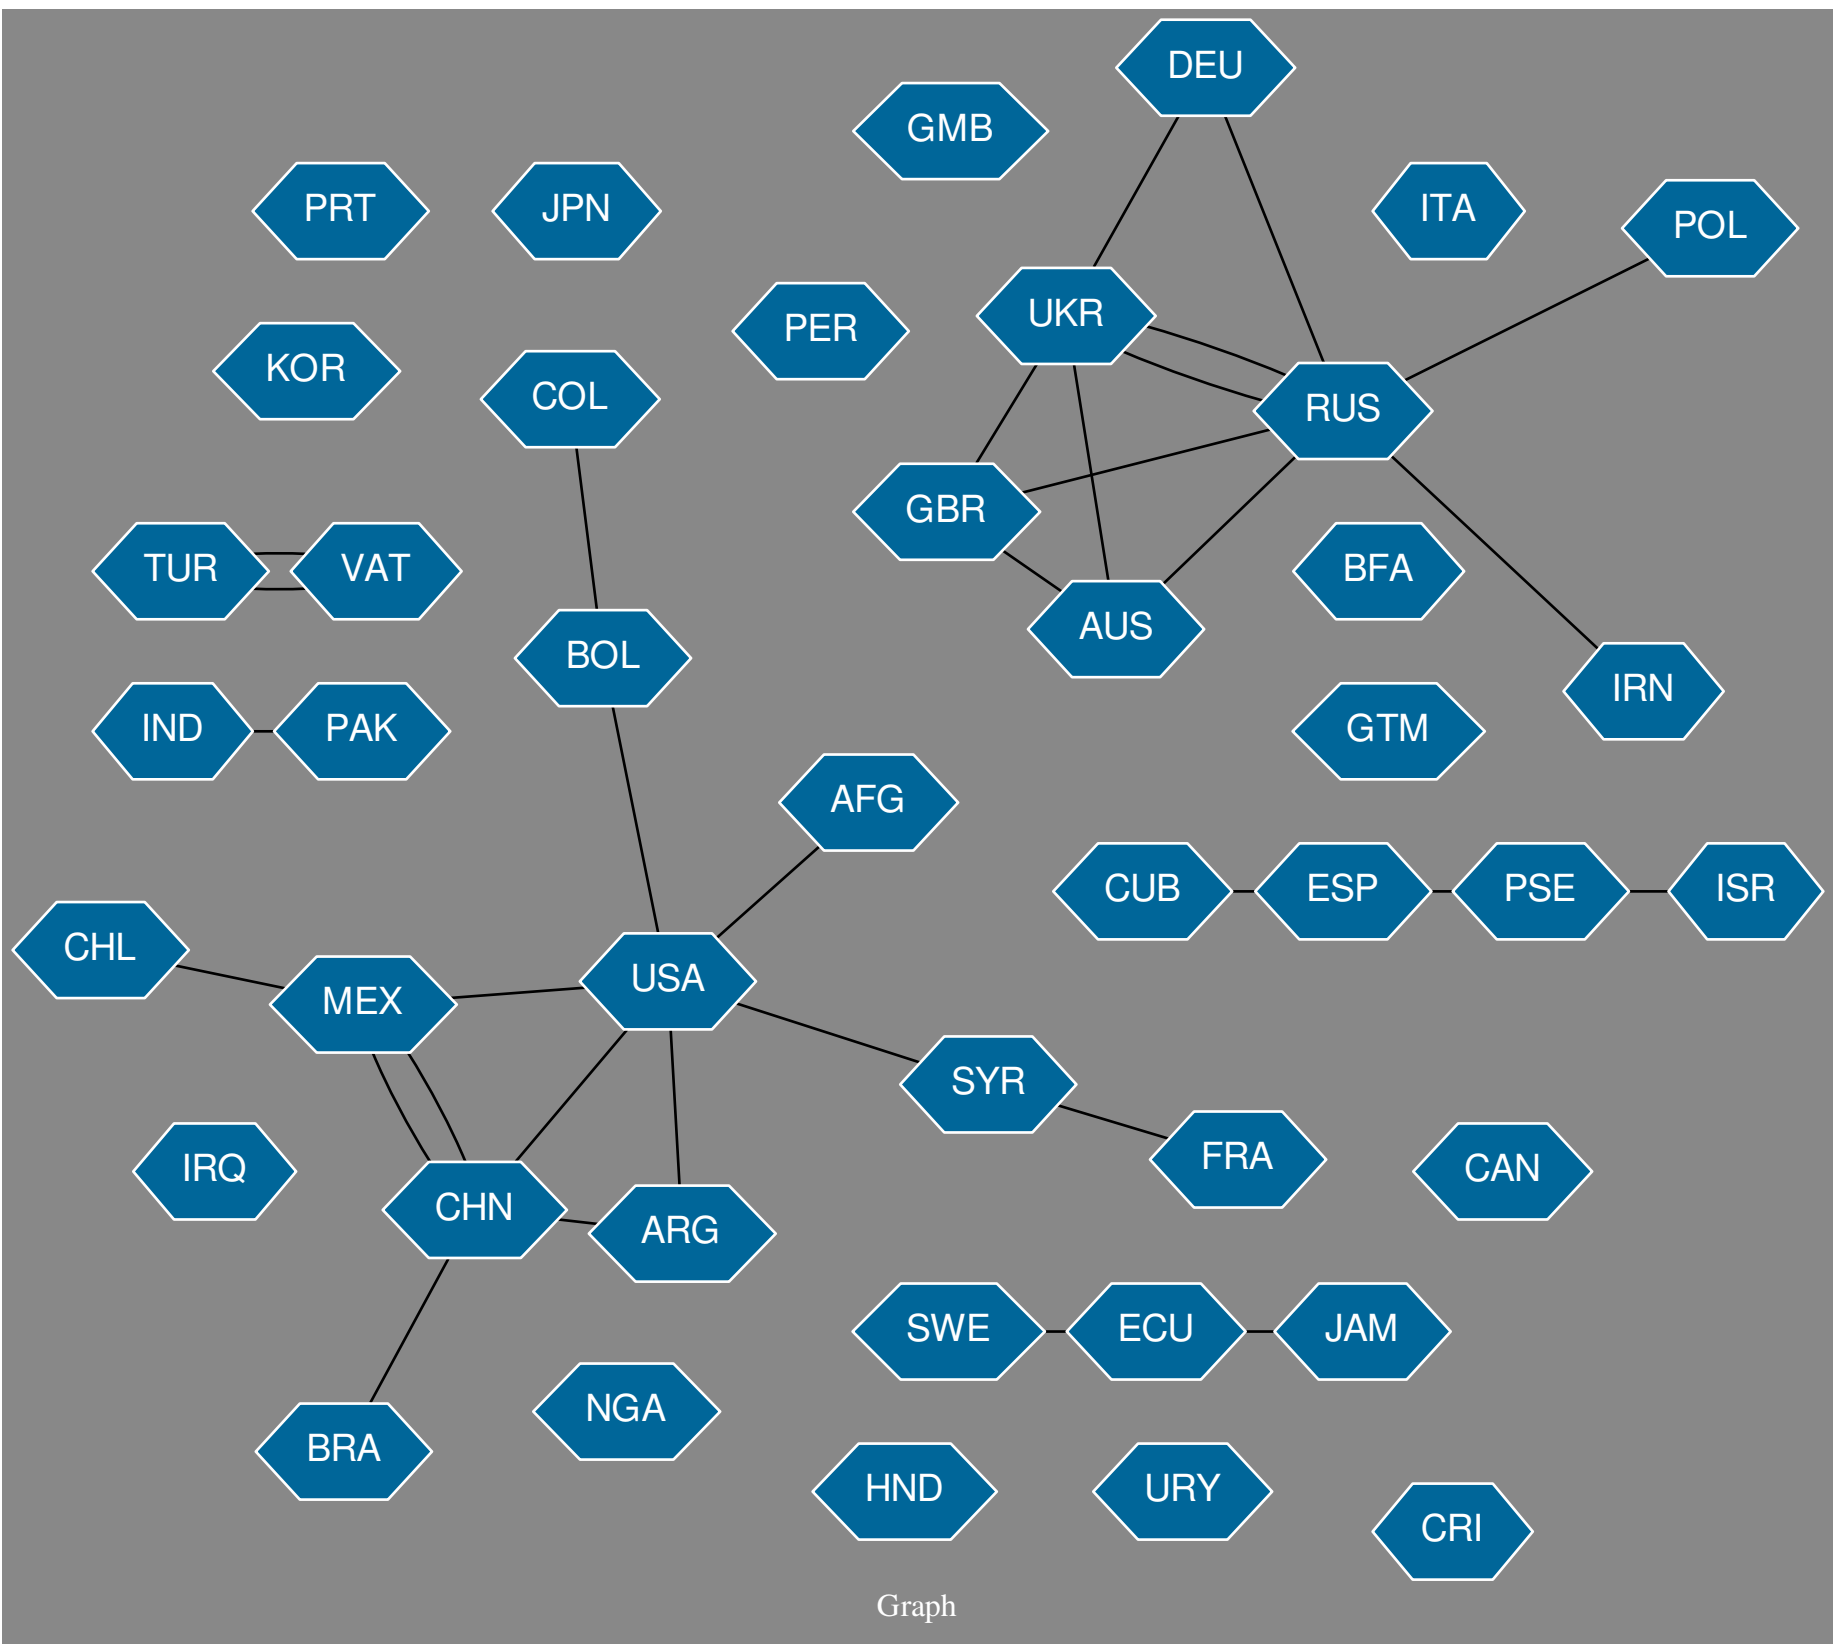 DEU
GMB
PRT
JPN
ITA
POL
UKR
PER
KOR
COL
RUS
GBR
TUR
VAT
BFA
AUS
BOL
IRN
IND
PAK
GTM
AFG
CUB
ESP
PSE
ISR
CHL
USA
MEX
SYR
FRA
IRQ
CAN
CHN
ARG
SWE
ECU
JAM
NGA
BRA
HND
URY
CRI
Graph